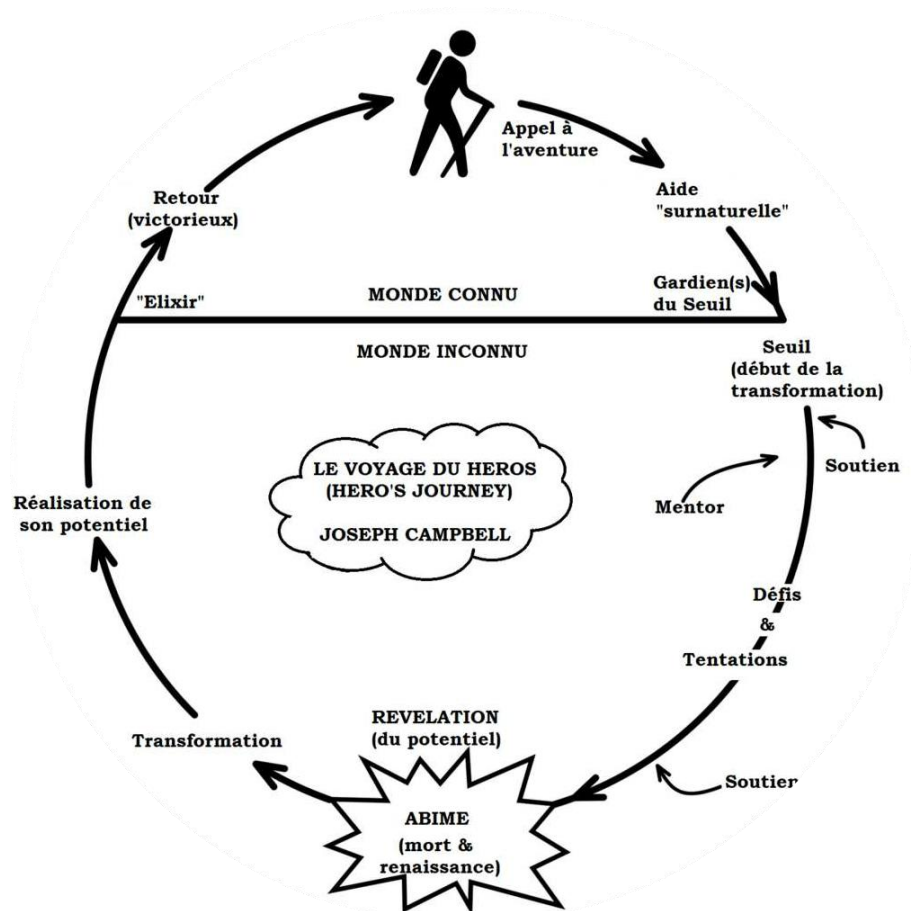 Appel à
l'aventure
Aide
"surnaturelle"
Retour
(victorieux)
Gardien(s)
du Seuil
"Elixir"
MONDE CONNU
MONDE INCONNU
Seuil
(début de la
transformation)
Soutien
Mentor
LE VOYAGE DU HEROS
(HERO'S JOURNEY)
JOSEPH CAMPBELL
Réalisation de
son potentiel
Défis
&
Tentations
REVELATION
(du potentiel)
Transformation
Soutier
ABIME
(mort &
renaissance)